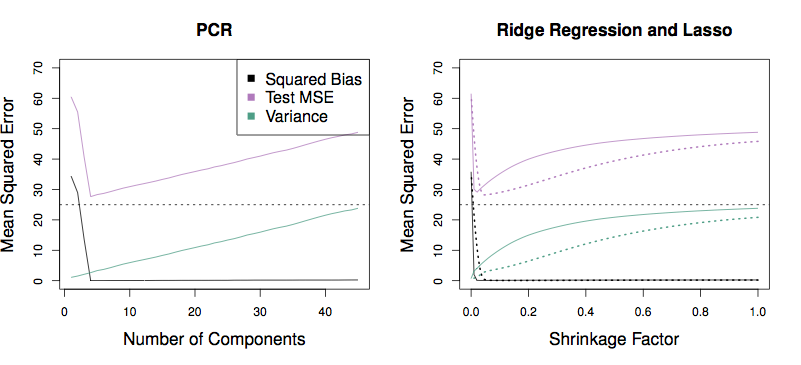 PCR
Mean Squared Error
70
60
50
40
30
20
10
0
Squared Bias
Test MSE
Variance
0 10 20 30 40
Number of Components
Ridge Regression and Lasso
Mean Squared Error
70
60
50
40
30
20
10
0
0.0 0.2 0.4 0.6 0.8 1.0
Shrinkage Factor